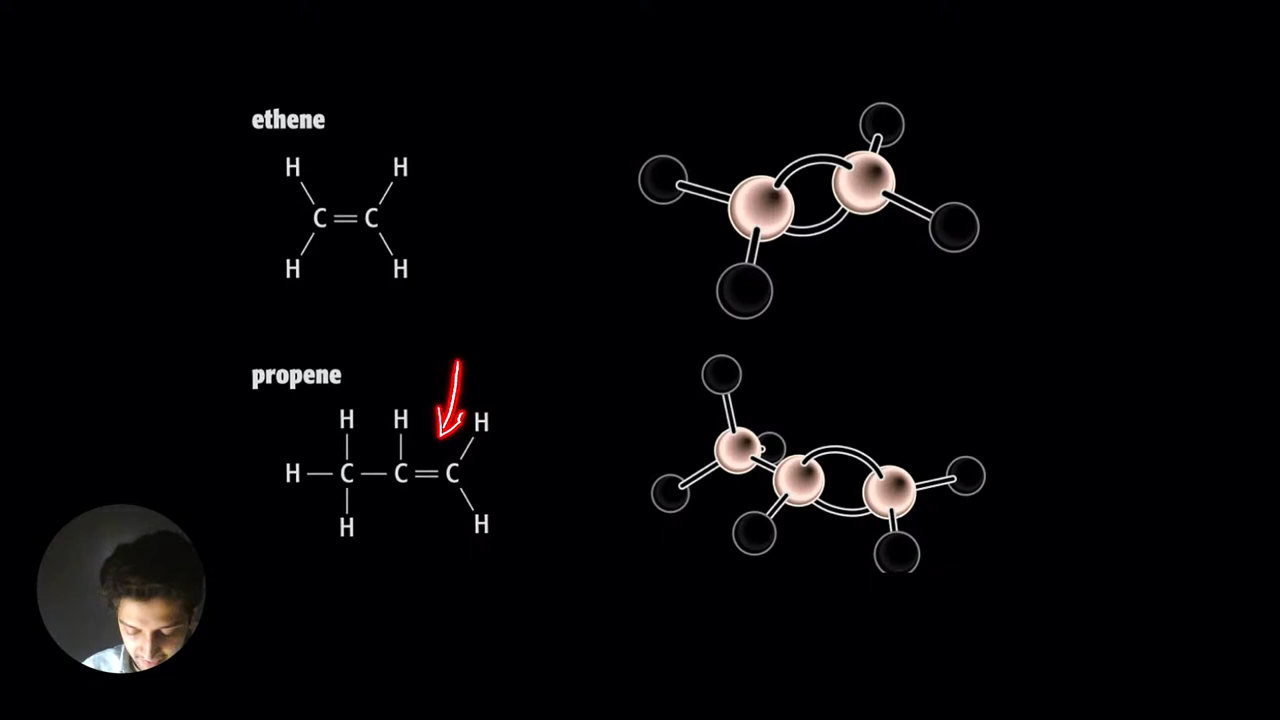 ethene
H H
C=C
H H
propene
H H H
H—C—C=C
H H